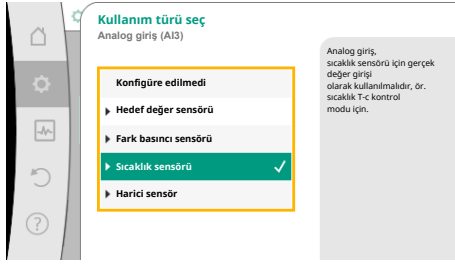 Kullanım türü seç
Analog giriş (AI3)
Konfigüre edilmedi
Hedef değer sensörü
Fark basıncı sensörü
Sıcaklık sensörü
Harici sensör
Analog giriş,
sıcaklık sensörü için gerçek
değer girişi
olarak kullanılmalıdır, ör.
sıcaklık T-c kontrol
modu için.